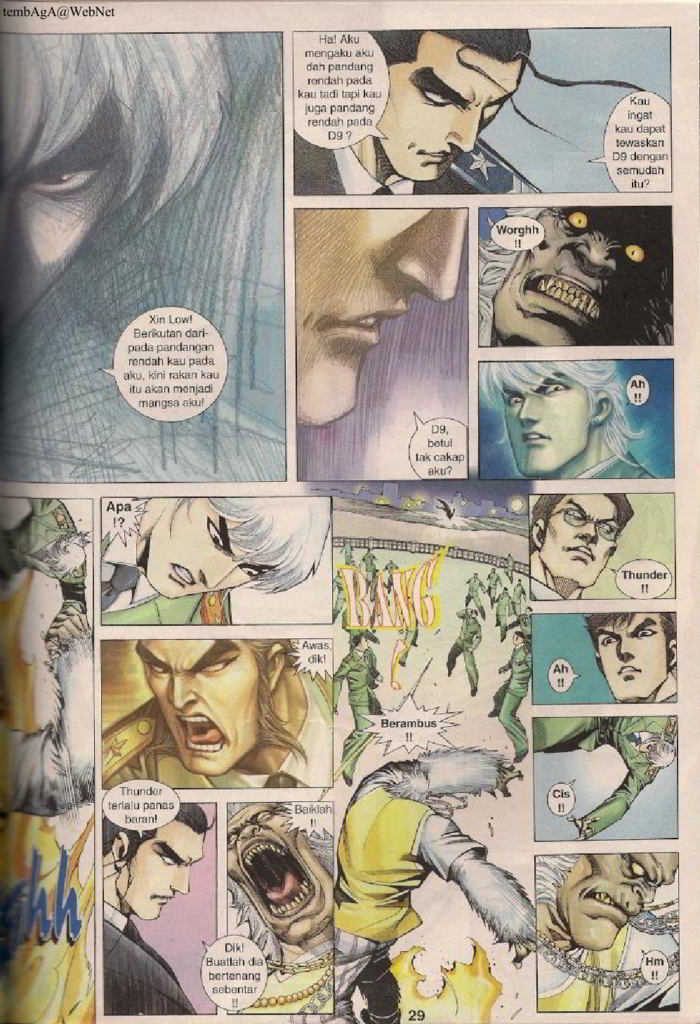 tembAgA@WebNet
Ha! Aku
mengaku aku
dah pandang
rendah pada
kau tadi tapi kau
juga pandang
rendah pada
D9 ?
Kau
ingat
kau dapat
tewaskan
D9 dengan
semudah
itu?
Xin Low!
Berikutan dari-
pada pandangan
rendah kau pada
aku, kini rakan kau
itu akan menjadi
mangsa aku!
D9,
betul
tak cakap
aku?
Worghh
!!
Ah
!!
Apa
!?
Awas,
dik!
Thunder
terlalu panas
baran!
Baiklah
!!
Dik!
Buatlah dia
bertenang
sebentar
!!
BANG
Berambus
!!
Thunder
!!
Ah
!!
Cis
!!
Hm
!!
hh
29